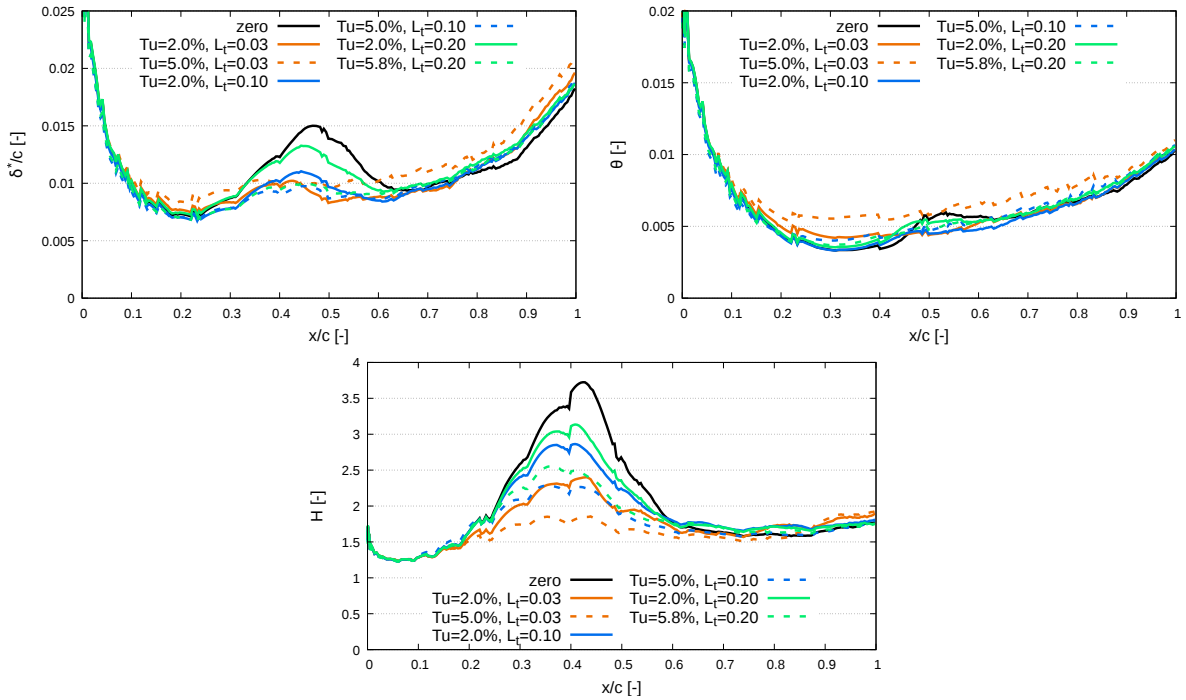 0.025
0.02
0.015
0.01
0.005
0
δ*/c [-]
zero
Tu=2.0%, Lt=0.03
Tu=5.0%, Lt=0.03
Tu=2.0%, Lt=0.10
Tu=5.0%, Lt=0.10
Tu=2.0%, Lt=0.20
Tu=5.8%, Lt=0.20
0 0.1 0.2 0.3 0.4 0.5 0.6 0.7 0.8 0.9 1
x/c [-]
0.02
0.015
0.01
0.005
0
θ [-]
zero
Tu=2.0%, Lt=0.03
Tu=5.0%, Lt=0.03
Tu=2.0%, Lt=0.10
Tu=5.0%, Lt=0.10
Tu=2.0%, Lt=0.20
Tu=5.8%, Lt=0.20
0 0.1 0.2 0.3 0.4 0.5 0.6 0.7 0.8 0.9 1
x/c [-]
4
3.5
3
2.5
2
1.5
1
0.5
0
H [-]
zero
Tu=2.0%, Lt=0.03
Tu=5.0%, Lt=0.03
Tu=2.0%, Lt=0.10
Tu=5.0%, Lt=0.10
Tu=2.0%, Lt=0.20
Tu=5.8%, Lt=0.20
0 0.1 0.2 0.3 0.4 0.5 0.6 0.7 0.8 0.9 1
x/c [-]